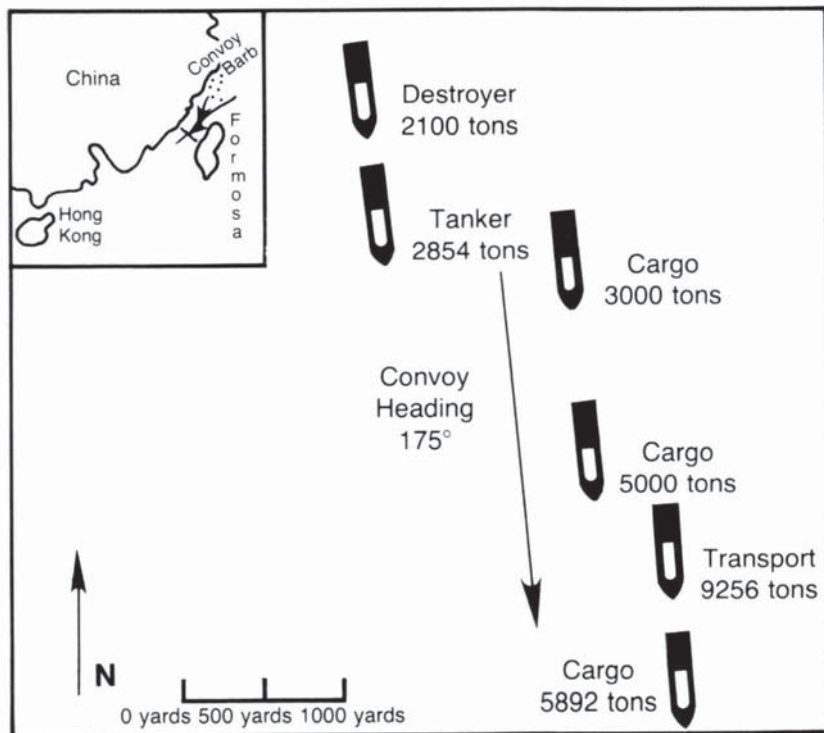 China
Convoy
Barb
Formosa
Hong
Kong
Destroyer
2100 tons
Tanker
2854 tons
Cargo
3000 tons
Convoy
Heading
175°
Cargo
5000 tons
Transport
9256 tons
Cargo
5892 tons
N
0 yards 500 yards 1000 yards